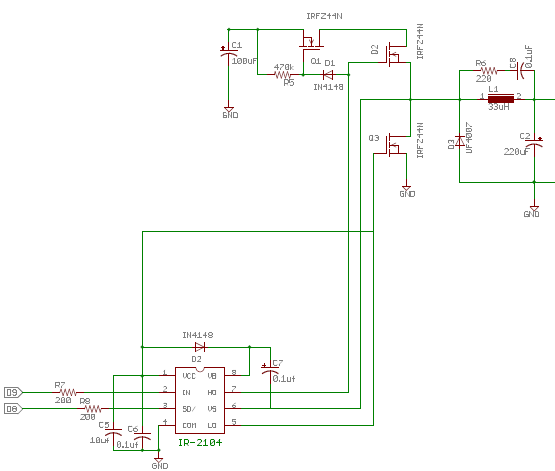 IRFZ44N
C1
100uF
Q1
470k
R5
D1
IN4148
D2
IRFZ44N
GND
Q3
IRFZ44N
GND
R6
220
C8
0.1uF
L1
1 2
33uH
D3
UF4007
C2
220uF
GND
IN4148
D2
C7
0.1uf
1 VCC VB 8
2 IN HO 7
3 SD/ VS 6
4 COM LO 5
IR-2104
D9
R7
200
D8
R8
200
C5
10uf
C6
0.1uf
GND